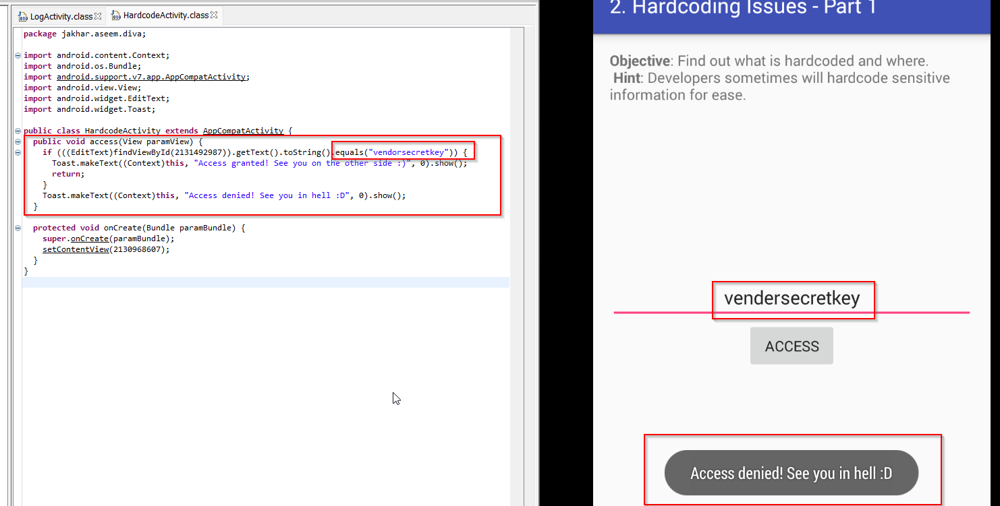 LogActivity.class
HardcodeActivity.class
package jakhar.aseem.diva;
import android.content.Context;
import android.os.Bundle;
import android.support.v7.app.AppCompatActivity;
import android.view.View;
import android.widget.EditText;
import android.widget.Toast;
public class HardcodeActivity extends AppCompatActivity {
public void access(View paramView) {
if (((EditText)findViewById(2131492987)).getText().toString().equals("vendorsecretkey")) {
Toast.makeText((Context)this, "Access granted! See you on the other side :)", 0).show();
return;
}
Toast.makeText((Context)this, "Access denied! See you in hell :D", 0).show();
}
protected void onCreate(Bundle paramBundle) {
super.onCreate(paramBundle);
setContentView(2130968607);
}
}
2. Hardcoding Issues - Part 1
Objective: Find out what is hardcoded and where.
Hint: Developers sometimes will hardcode sensitive
information for ease.
vendersecretkey
ACCESS
Access denied! See you in hell :D